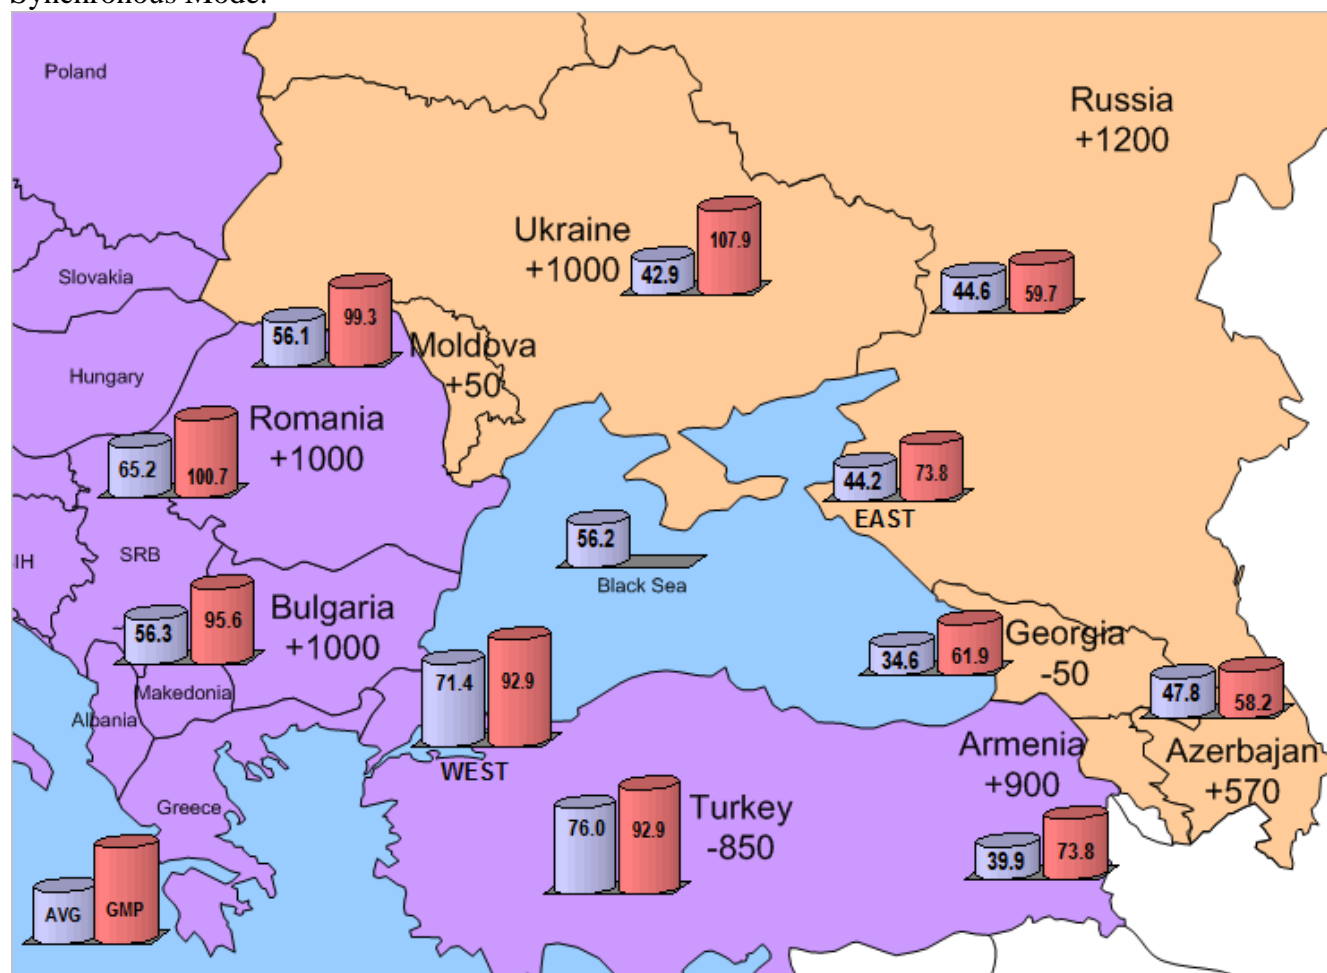 Synchronous Mode:
Poland
Russia
+1200
Ukraine
+1000
42.9
107.9
Slovakia
44.6
59.7
56.1
99.3
Moldova
+50
Hungary
Romania
+1000
65.2
100.7
44.2
73.8
EAST
56.2
Black Sea
IH
SRB
Bulgaria
+1000
56.3
95.6
Georgia
-50
34.6
61.9
71.4
92.9
WEST
47.8
58.2
Makedonia
Albania
Armenia
+900
Azerbajan
+570
Greece
76.0
92.9
Turkey
-850
39.9
73.8
AVG
GMP